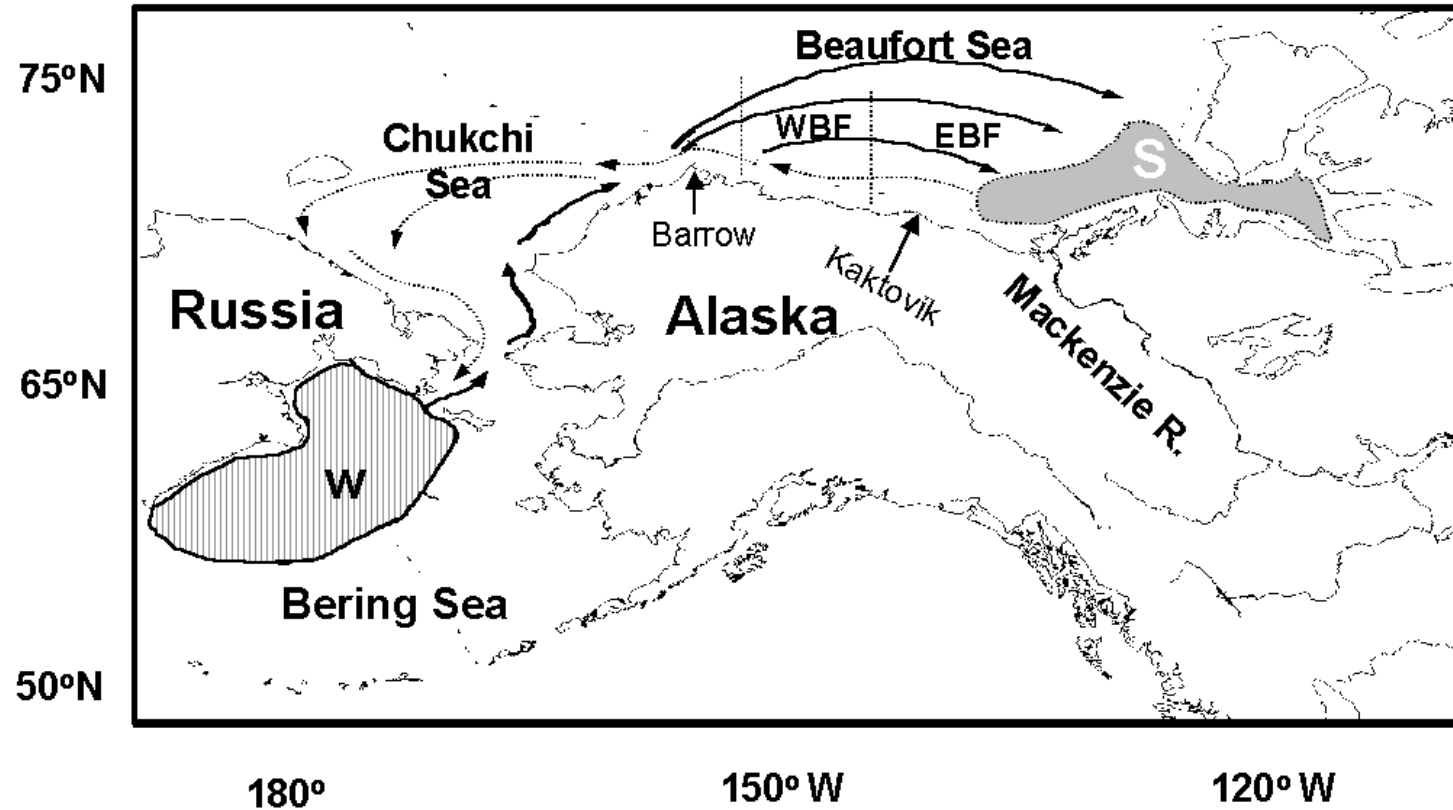 Beaufort Sea
75ºN
Chukchi
Sea
WBF
EBF
S
Barrow
Kaktovik
Russia
Alaska
Mackenzie R.
65ºN
W
Bering Sea
50ºN
180º
150º W
120º W